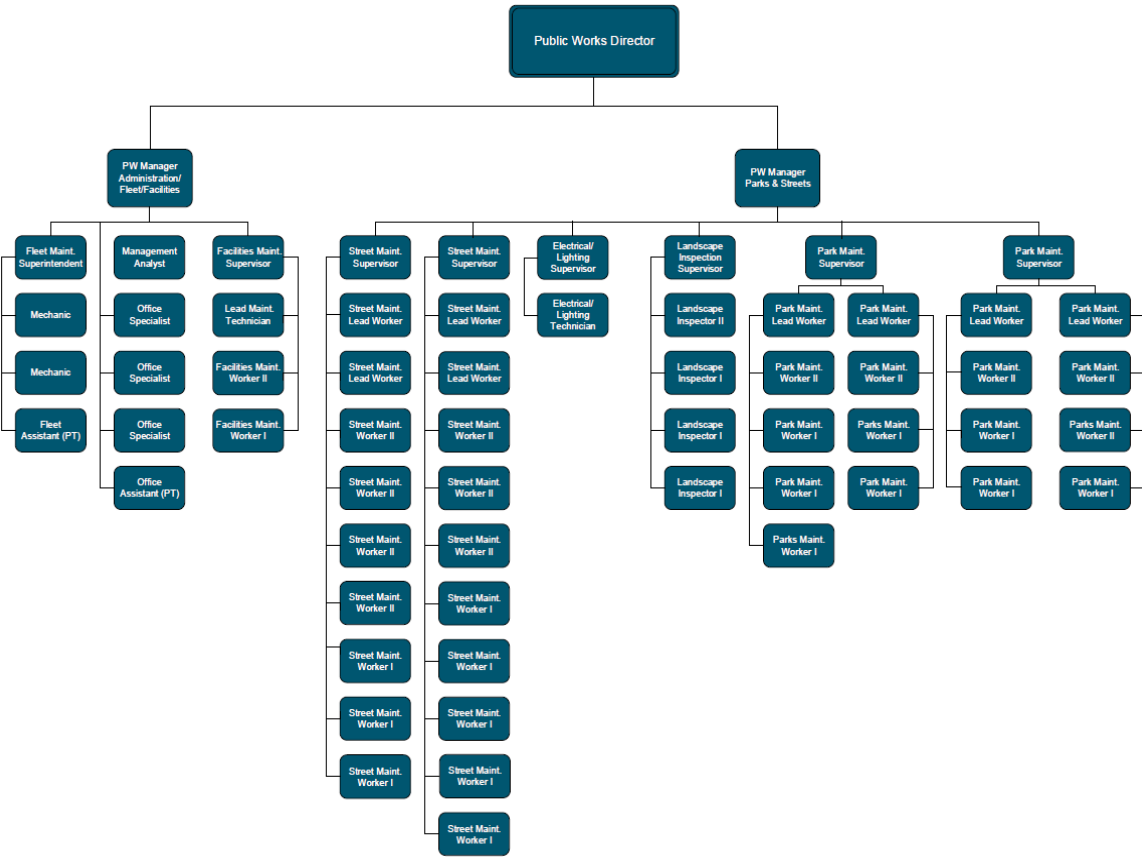 Public Works Director
PW Manager
Administration/
Fleet/Facilities
PW Manager
Parks & Streets
Fleet Maint.
Superintendent
Mechanic
Mechanic
Fleet
Assistant (PT)
Management
Analyst
Office
Specialist
Office
Specialist
Office
Specialist
Office
Assistant (PT)
Facilities Maint.
Supervisor
Lead Maint.
Technician
Facilities Maint.
Worker II
Facilities Maint.
Worker I
Street Maint.
Supervisor
Street Maint.
Lead Worker
Street Maint.
Lead Worker
Street Maint.
Worker II
Street Maint.
Worker II
Street Maint.
Worker II
Street Maint.
Worker II
Street Maint.
Worker I
Street Maint.
Worker I
Street Maint.
Worker I
Street Maint.
Supervisor
Street Maint.
Lead Worker
Street Maint.
Lead Worker
Street Maint.
Worker II
Street Maint.
Worker II
Street Maint.
Worker II
Street Maint.
Worker I
Street Maint.
Worker I
Street Maint.
Worker I
Street Maint.
Worker I
Street Maint.
Worker I
Electrical/
Lighting
Supervisor
Electrical/
Lighting
Technician
Landscape
Inspection
Supervisor
Landscape
Inspector II
Landscape
Inspector I
Landscape
Inspector I
Landscape
Inspector I
Park Maint.
Supervisor
Park Maint.
Lead Worker
Park Maint.
Worker II
Park Maint.
Worker I
Park Maint.
Worker I
Parks Maint.
Worker I
Park Maint.
Lead Worker
Park Maint.
Worker II
Parks Maint.
Worker I
Park Maint.
Worker I
Park Maint.
Supervisor
Park Maint.
Lead Worker
Park Maint.
Worker II
Park Maint.
Worker I
Park Maint.
Worker I
Park Maint.
Lead Worker
Park Maint.
Worker II
Parks Maint.
Worker II
Park Maint.
Worker I